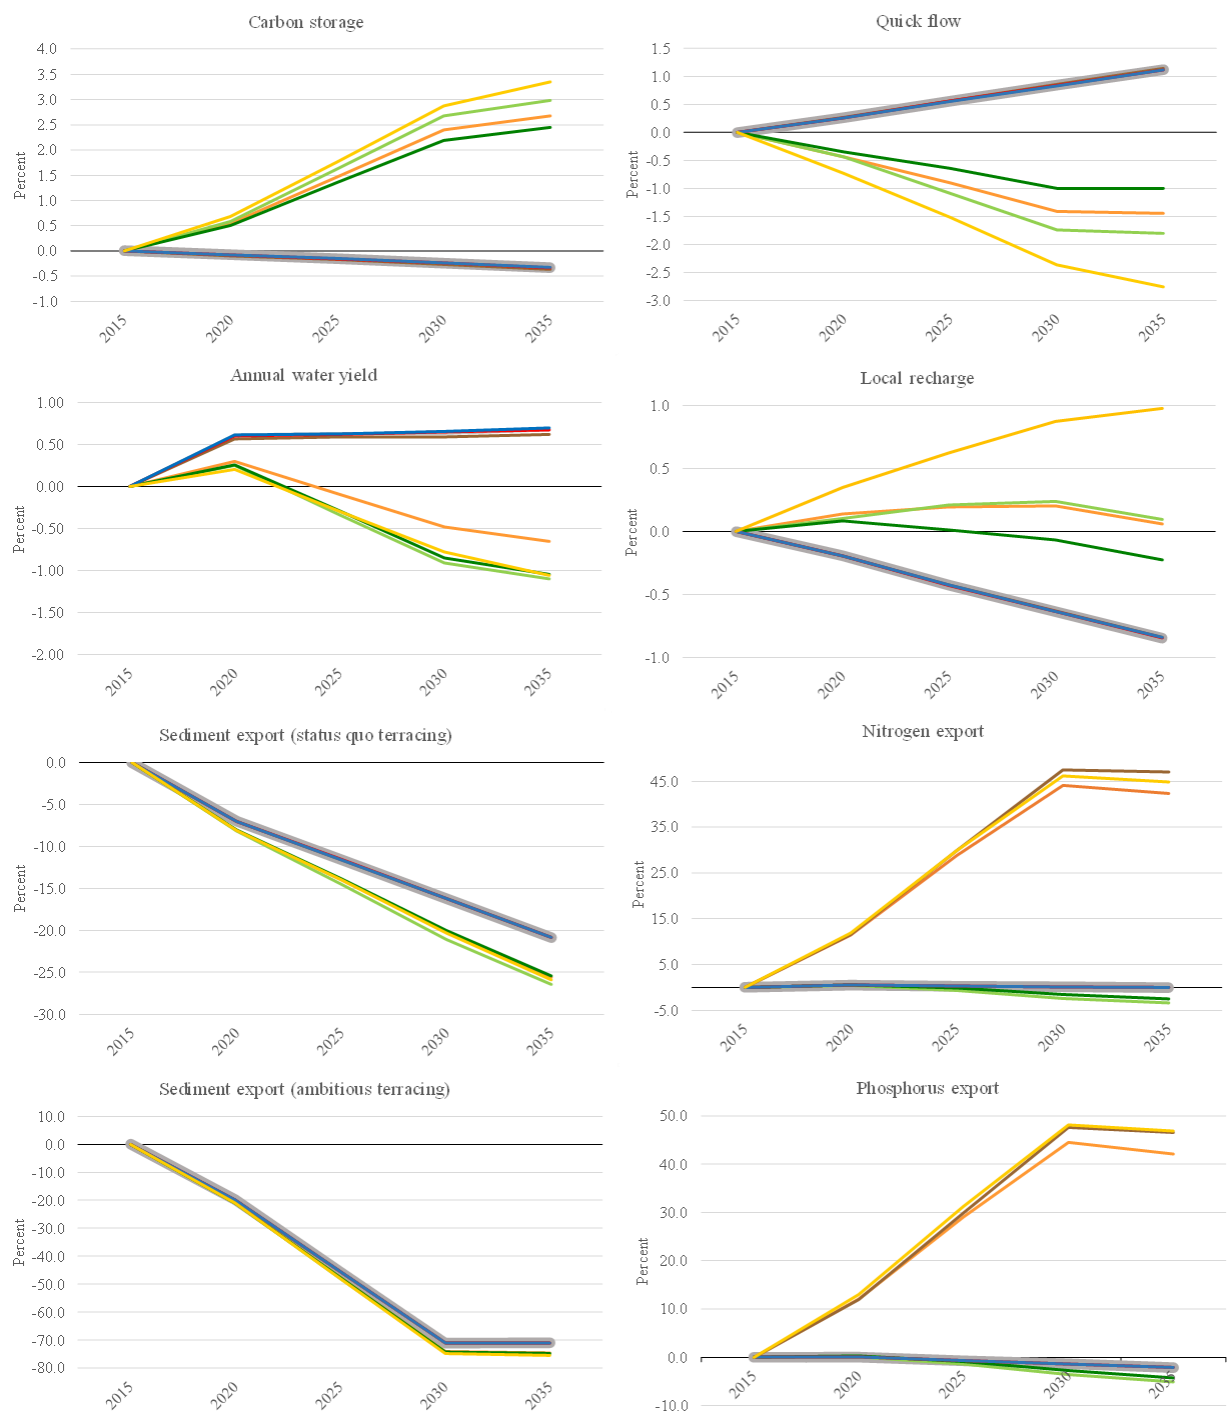 Carbon storage
4.0
3.5
3.0
2.5
2.0
1.5
1.0
0.5
0.0
-0.5
-1.0
Percent
2015 2020 2025 2030 2035
Quick flow
1.5
1.0
0.5
0.0
-0.5
-1.0
-1.5
-2.0
-2.5
-3.0
Percent
2015 2020 2025 2030 2035
Annual water yield
1.00
0.50
0.00
-0.50
-1.00
-1.50
-2.00
Percent
2015 2020 2025 2030 2035
Local recharge
1.0
0.5
0.0
-0.5
-1.0
Percent
2015 2020 2025 2030 2035
Sediment export (status quo terracing)
0.0
-5.0
-10.0
-15.0
-20.0
-25.0
-30.0
Percent
2015 2020 2025 2030 2035
Nitrogen export
45.0
35.0
25.0
15.0
5.0
-5.0
Percent
2015 2020 2025 2030 2035
Sediment export (ambitious terracing)
10.0
0.0
-10.0
-20.0
-30.0
-40.0
-50.0
-60.0
-70.0
-80.0
Percent
2015 2020 2025 2030 2035
Phosphorus export
50.0
40.0
30.0
20.0
10.0
0.0
-10.0
Percent
2015 2020 2025 2030 2035